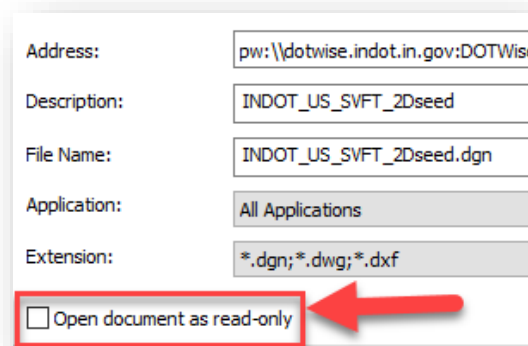 Address: pw:\\dotwise.indot.in.gov:DOTWise
Description: INDOT_US_SVFT_2Dseed
File Name: INDOT_US_SVFT_2Dseed.dgn
Application: All Applications
Extension: *.dgn;*.dwg;*.dxf
Open document as read-only